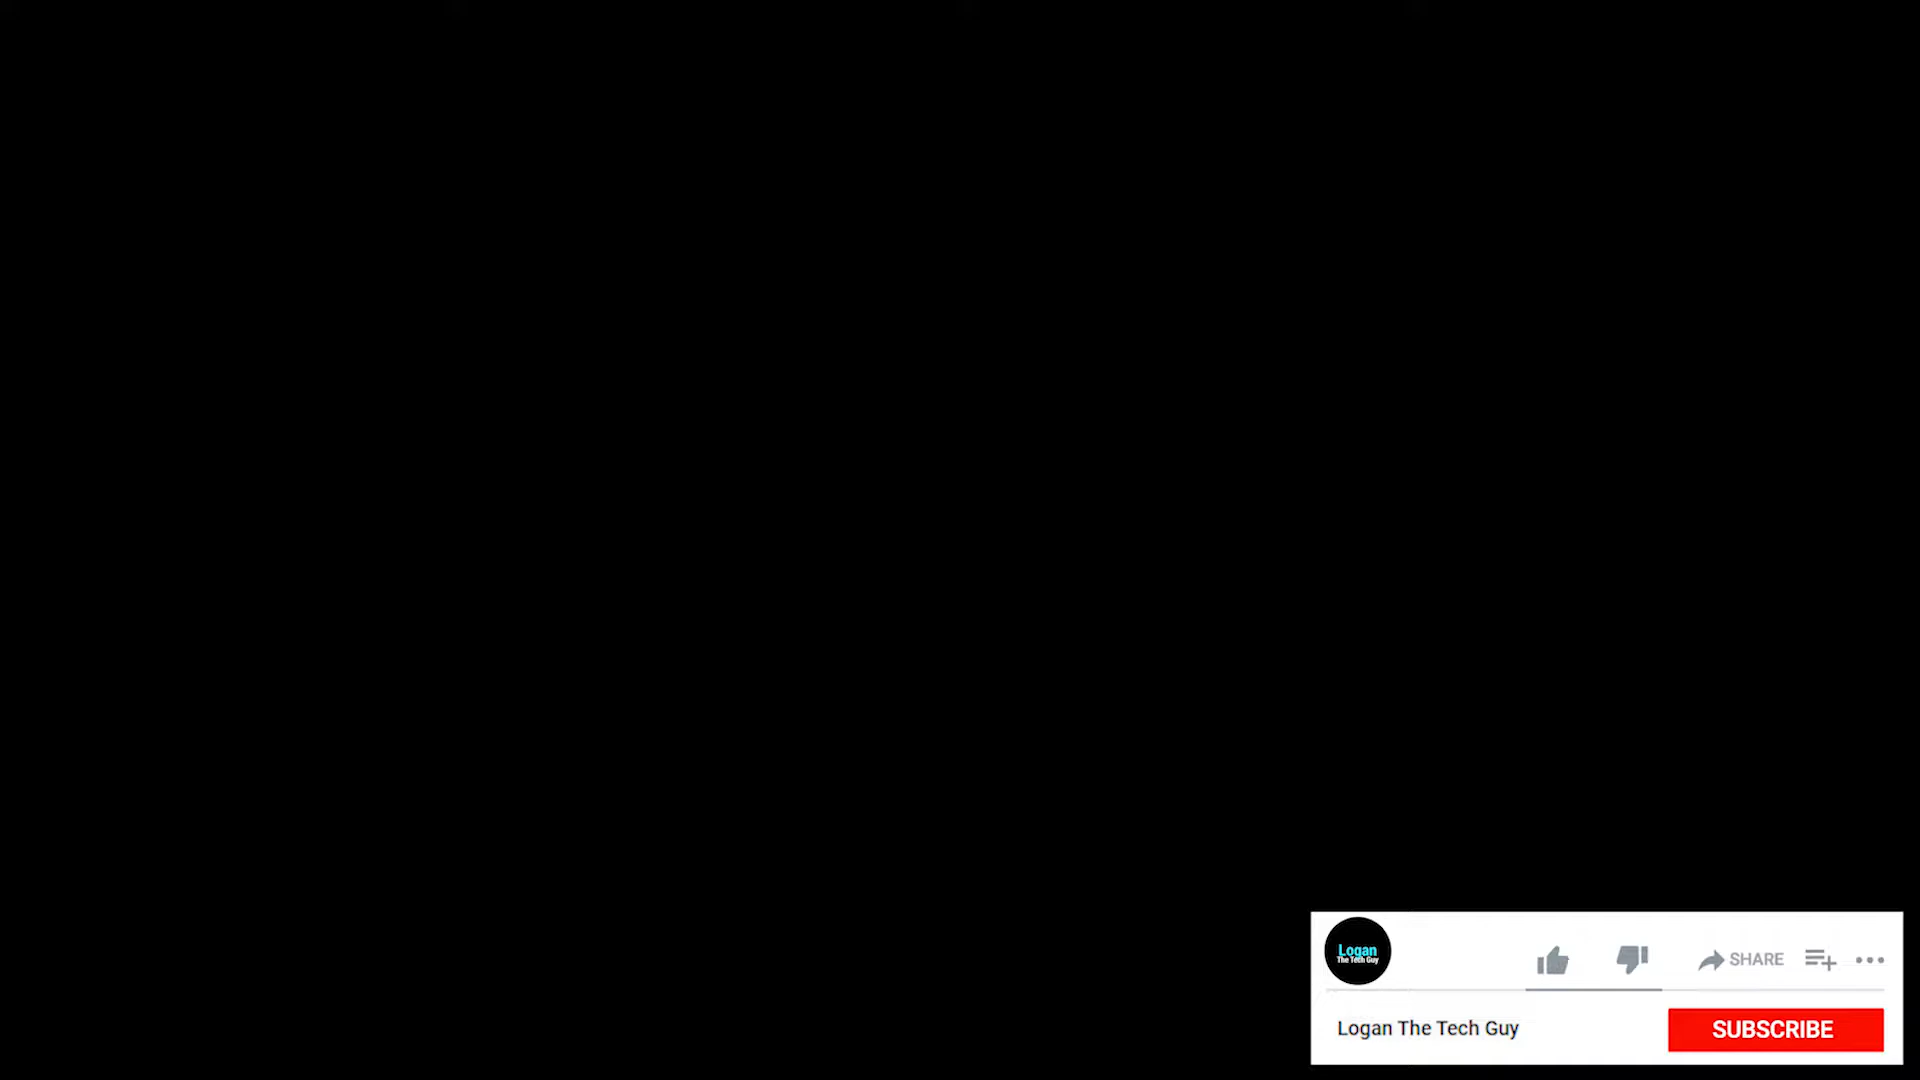 Logan
The Tech Guy
SHARE
Logan The Tech Guy
SUBSCRIBE